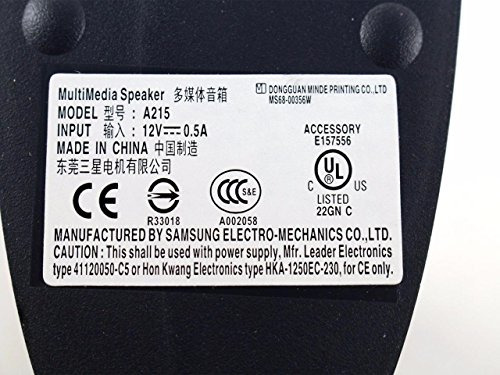 MultiMedia Speaker 多媒体音箱
DONGGUAN MINDE PRINTING CO., LTD
MS68-00356W
MODEL 型号: A215
INPUT 输入: 12V⎓0.5A
MADE IN CHINA 中国制造
东莞三星电机有限公司
ACCESSORY
E157556
C UL US
LISTED
22GN C
CE
R33018
CCC S&E
A002058
MANUFACTURED BY SAMSUNG ELECTRO-MECHANICS CO.,LTD.
CAUTION : This shall be used with power supply, Mfr. Leader Electronics
type 41120050-C5 or Hon Kwang Electronics type HKA-1250EC-230, for CE only.